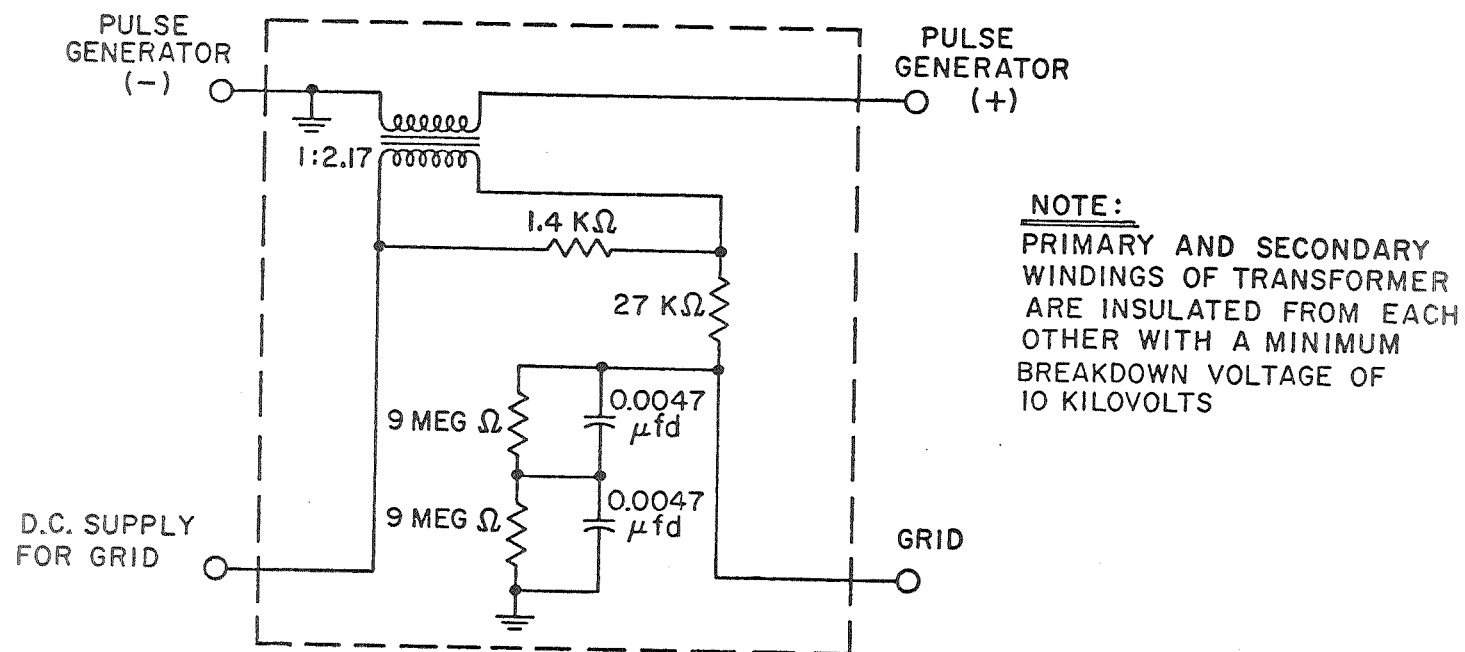 PULSE
GENERATOR
(−)
PULSE
GENERATOR
(+)
1:2.17
1.4 KΩ
27 KΩ
9 MEG Ω
0.0047
μfd
9 MEG Ω
0.0047
μfd
D.C. SUPPLY
FOR GRID
GRID
NOTE:
PRIMARY AND SECONDARY
WINDINGS OF TRANSFORMER
ARE INSULATED FROM EACH
OTHER WITH A MINIMUM
BREAKDOWN VOLTAGE OF
10 KILOVOLTS